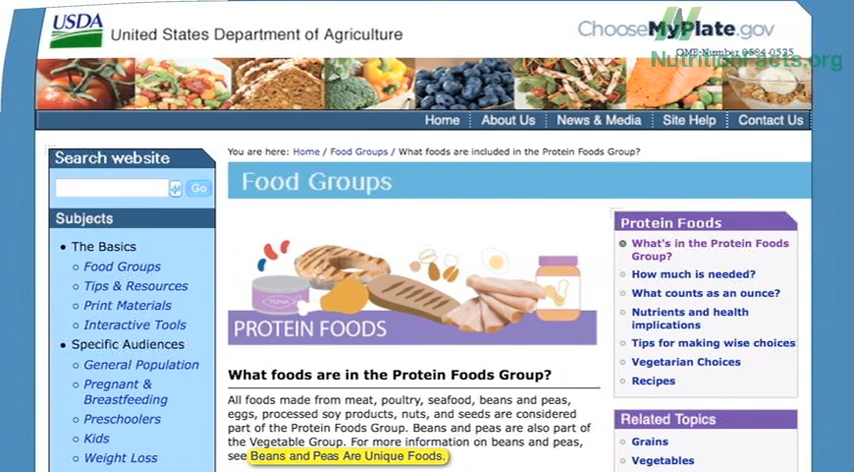 USDA
United States Department of Agriculture
ChooseMyPlate.gov
OMB Number 0584-0535
NutritionFacts.org
Home
About Us
News & Media
Site Help
Contact Us
Search website
Go
Subjects
The Basics
Food Groups
Tips & Resources
Print Materials
Interactive Tools
Specific Audiences
General Population
Pregnant &
Breastfeeding
Preschoolers
Kids
Weight Loss
You are here: Home / Food Groups / What foods are included in the Protein Foods Group?
Food Groups
TUNA
PROTEIN FOODS
What foods are in the Protein Foods Group?
All foods made from meat, poultry, seafood, beans and peas,
eggs, processed soy products, nuts, and seeds are considered
part of the Protein Foods Group. Beans and peas are also part of
the Vegetable Group. For more information on beans and peas,
see Beans and Peas Are Unique Foods.
Protein Foods
What's in the Protein Foods
Group?
How much is needed?
What counts as an ounce?
Nutrients and health
implications
Tips for making wise choices
Vegetarian Choices
Recipes
Related Topics
Grains
Vegetables